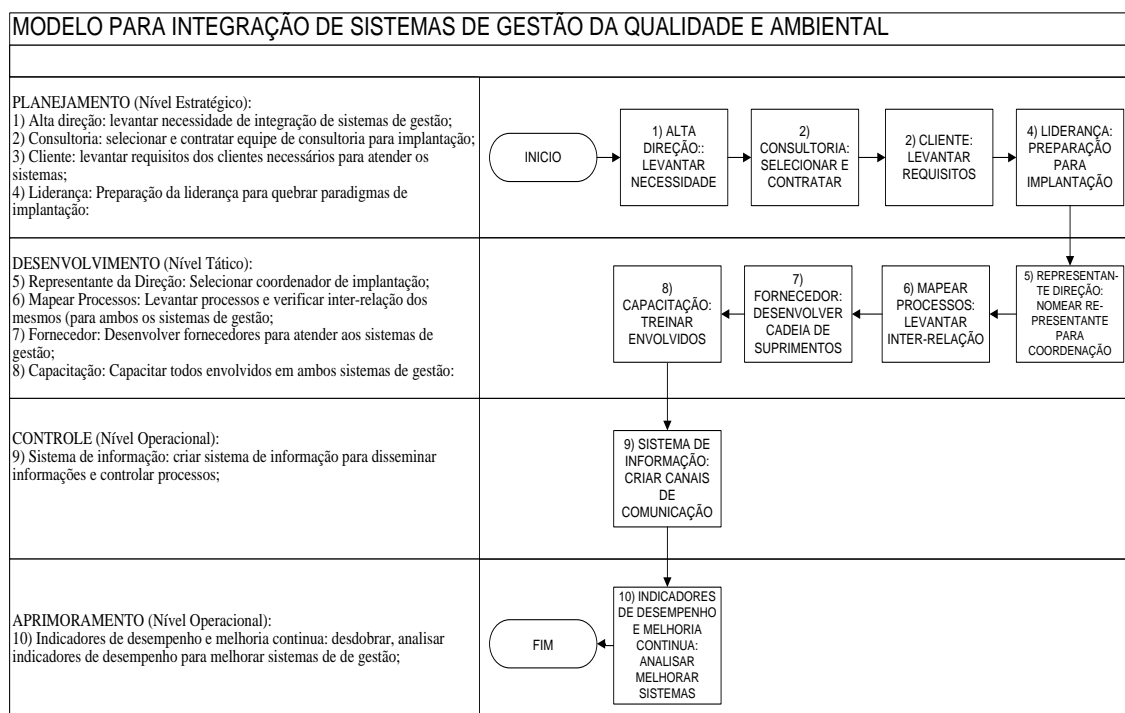 MODELO PARA INTEGRAÇÃO DE SISTEMAS DE GESTÃO DA QUALIDADE E AMBIENTAL
PLANEJAMENTO (Nível Estratégico):
1) Alta direção: levantar necessidade de integração de sistemas de gestão;
2) Consultoria: selecionar e contratar equipe de consultoria para implantação;
3) Cliente: levantar requisitos dos clientes necessários para atender os
sistemas;
4) Liderança: Preparação da liderança para quebrar paradigmas de
implantação:
INICIO
1) ALTA
DIREÇÃO::
LEVANTAR
NECESSIDADE
2)
CONSULTORIA:
SELECIONAR E
CONTRATAR
2) CLIENTE:
LEVANTAR
REQUISITOS
4) LIDERANÇA:
PREPARAÇÃO
PARA
IMPLANTAÇÃO
DESENVOLVIMENTO (Nível Tático):
5) Representante da Direção: Selecionar coordenador de implantação;
6) Mapear Processos: Levantar processos e verificar inter-relação dos
mesmos (para ambos os sistemas de gestão;
7) Fornecedor: Desenvolver fornecedores para atender aos sistemas de
gestão;
8) Capacitação: Capacitar todos envolvidos em ambos sistemas de gestão:
8)
CAPACITAÇÃO:
TREINAR
ENVOLVIDOS
7)
FORNECEDOR:
DESENVOLVER
CADEIA DE
SUPRIMENTOS
6) MAPEAR
PROCESSOS:
LEVANTAR
INTER-RELAÇÃO
5) REPRESENTAN-
TE DIREÇÃO:
NOMEAR RE-
PRESENTANTE
PARA
COORDENAÇÃO
CONTROLE (Nível Operacional):
9) Sistema de informação: criar sistema de informação para disseminar
informações e controlar processos;
9) SISTEMA DE
INFORMAÇÃO:
CRIAR CANAIS
DE
COMUNICAÇÃO
APRIMORAMENTO (Nível Operacional):
10) Indicadores de desempenho e melhoria continua: desdobrar, analisar
indicadores de desempenho para melhorar sistemas de de gestão;
FIM
10) INDICADORES
DE DESEMPENHO
E MELHORIA
CONTINUA:
ANALISAR
MELHORAR
SISTEMAS